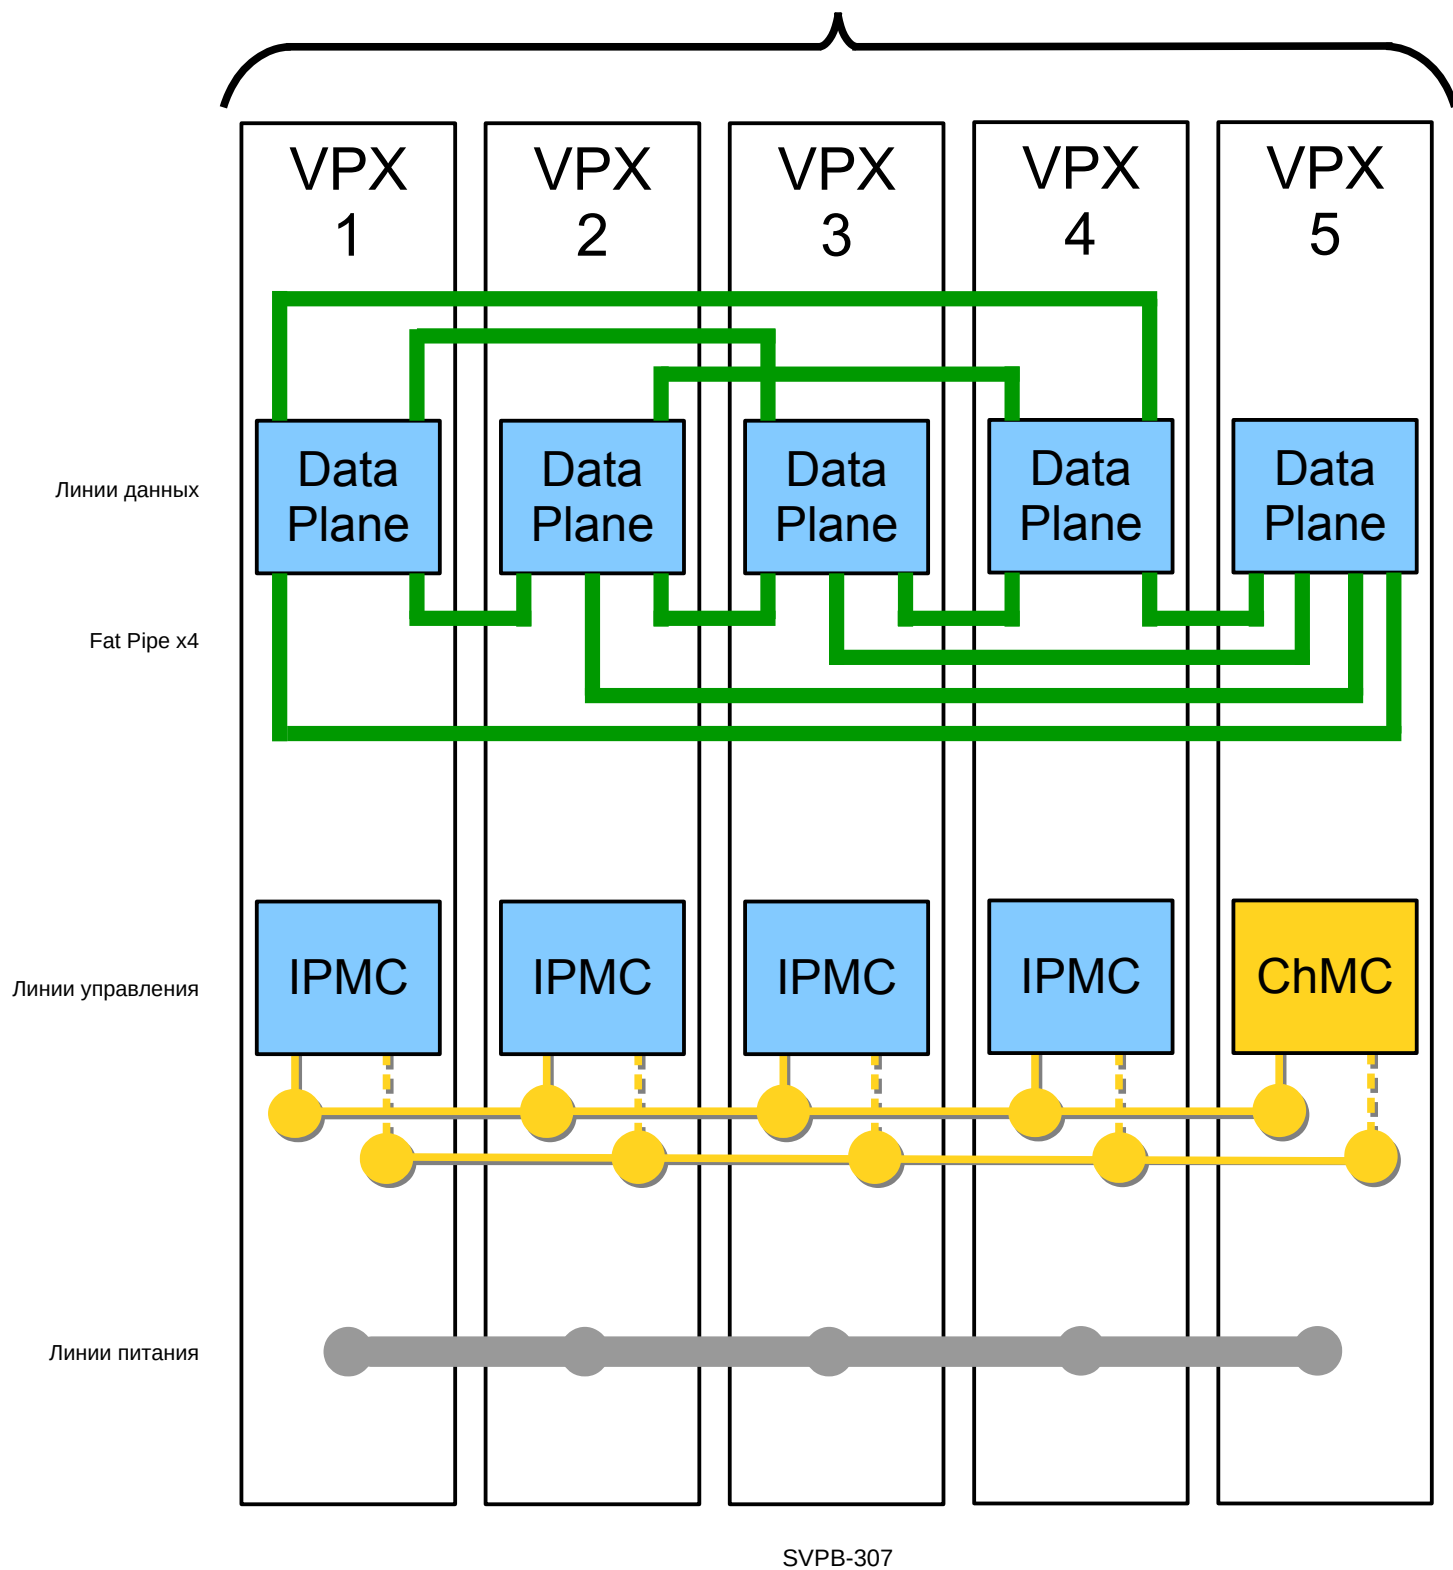 VPX
1
VPX
2
VPX
3
VPX
4
VPX
5
Линии данных
Data
Plane
Data
Plane
Data
Plane
Data
Plane
Data
Plane
Fat Pipe x4
Линии управления
IPMC
IPMC
IPMC
IPMC
ChMC
Линии питания
SVPB-307